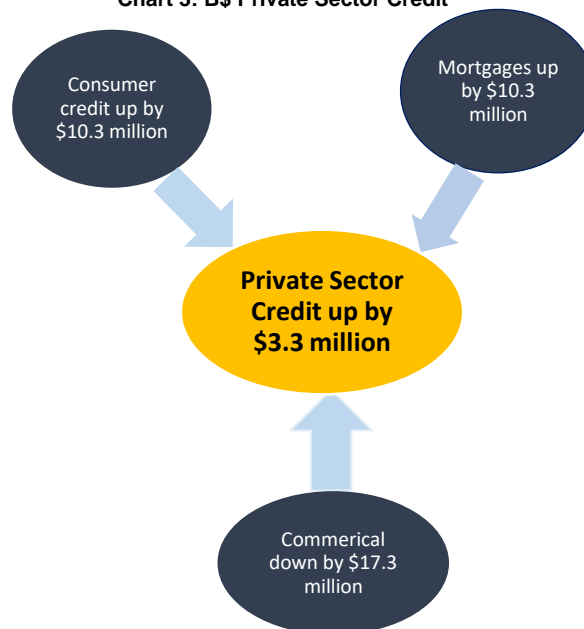 Chart 3: B$ Private Sector Credit
Consumer
credit up by
$10.3 million
Mortgages up
by $10.3
million
Private Sector
Credit up by
$3.3 million
Commerical
down by $17.3
million